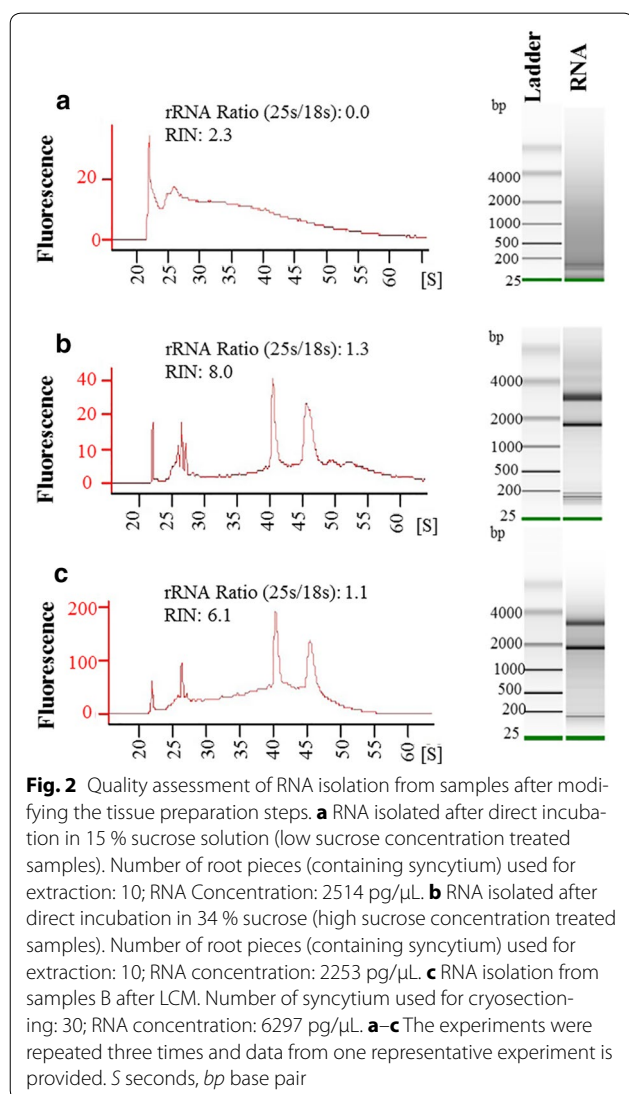 Ladder
RNA
a
rRNA Ratio (25s/18s): 0.0
RIN: 2.3
Fluorescence
20
0
20 25 30 35 40 45 50 55 60 [S]
bp
4000
2000
1000
500
200
25
b
rRNA Ratio (25s/18s): 1.3
RIN: 8.0
Fluorescence
40
20
10
0
20 25 30 35 40 45 50 55 60 [S]
bp
4000
2000
1000
500
200
25
c
rRNA Ratio (25s/18s): 1.1
RIN: 6.1
Fluorescence
200
100
0
20 25 30 35 40 45 50 55 60 [S]
bp
4000
2000
1000
500
200
25
Fig. 2 Quality assessment of RNA isolation from samples after modi-
fying the tissue preparation steps. a RNA isolated after direct incuba-
tion in 15 % sucrose solution (low sucrose concentration treated
samples). Number of root pieces (containing syncytium) used for
extraction: 10; RNA Concentration: 2514 pg/µL. b RNA isolated after
direct incubation in 34 % sucrose (high sucrose concentration treated
samples). Number of root pieces (containing syncytium) used for
extraction: 10; RNA concentration: 2253 pg/µL. c RNA isolation from
samples B after LCM. Number of syncytium used for cryosection-
ing: 30; RNA concentration: 6297 pg/µL. a–c The experiments were
repeated three times and data from one representative experiment is
provided. S seconds, bp base pair